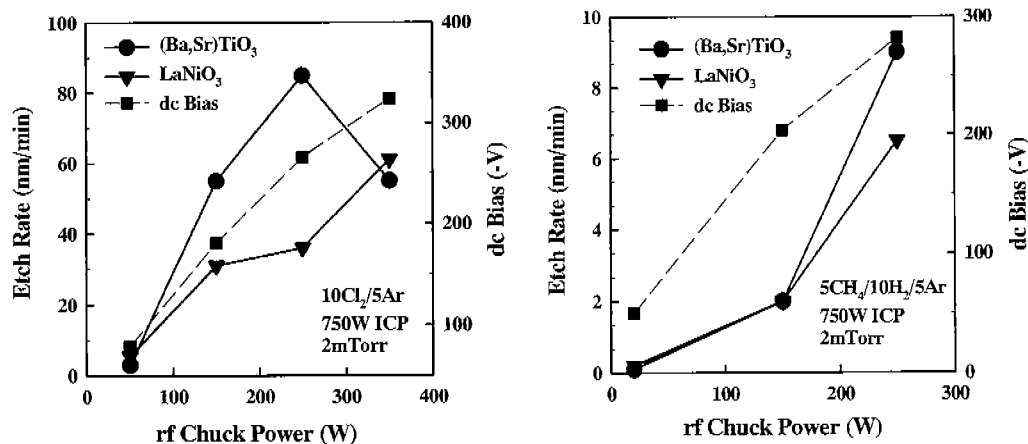 100
80
60
40
20
0
Etch Rate (nm/min)
(Ba,Sr)TiO₃
LaNiO₃
dc Bias
10Cl₂/5Ar
750W ICP
2mTorr
400
300
200
100
dc Bias (-V)
0 100 200 300 400
rf Chuck Power (W)
10
8
6
4
2
0
Etch Rate (nm/min)
(Ba,Sr)TiO₃
LaNiO₃
dc Bias
5CH₄/10H₂/5Ar
750W ICP
2mTorr
300
200
100
0
dc Bias (-V)
0 100 200 300
rf Chuck Power (W)